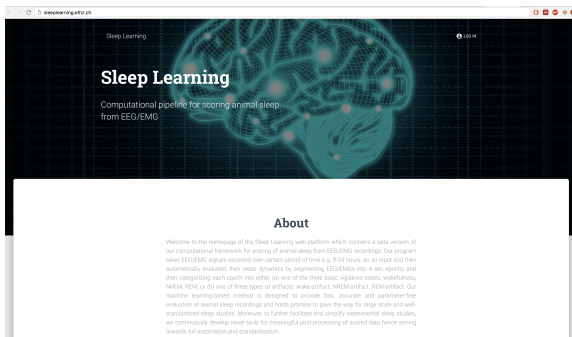 sleeplearning.ethz.ch
Sleep Learning
LOG IN
Sleep Learning
Computational pipeline for scoring animal sleep
from EEG/EMG
About
Welcome to the homepage of the Sleep Learning web platform which contains a beta version of
our computational framework for scoring of animal sleep from EEG/EMG recordings. Our program
takes EEG/EMG signals recorded over certain period of time e.g. 8-24 hours, as an input and then
automatically evaluates their sleep dynamics by segmenting EEG/EMGs into 4 sec epochs and
then categorizing each epoch into either (a) one of the three basic vigilance states: wakefulness,
NREM, REM; or (b) one of three types of artifacts: wake-artifact, NREM-artifact, REM-artifact. Our
machine learning-based method is designed to provide fast, accurate and parameter-free
evaluation of animal sleep recordings and holds promise to pave the way for large scale and well-
standardized sleep studies. Moreover, to further facilitate and simplify experimental sleep studies,
we continuously develop novel tools for meaningful post-processing of scored data hence aiming
towards full automation and standardization.